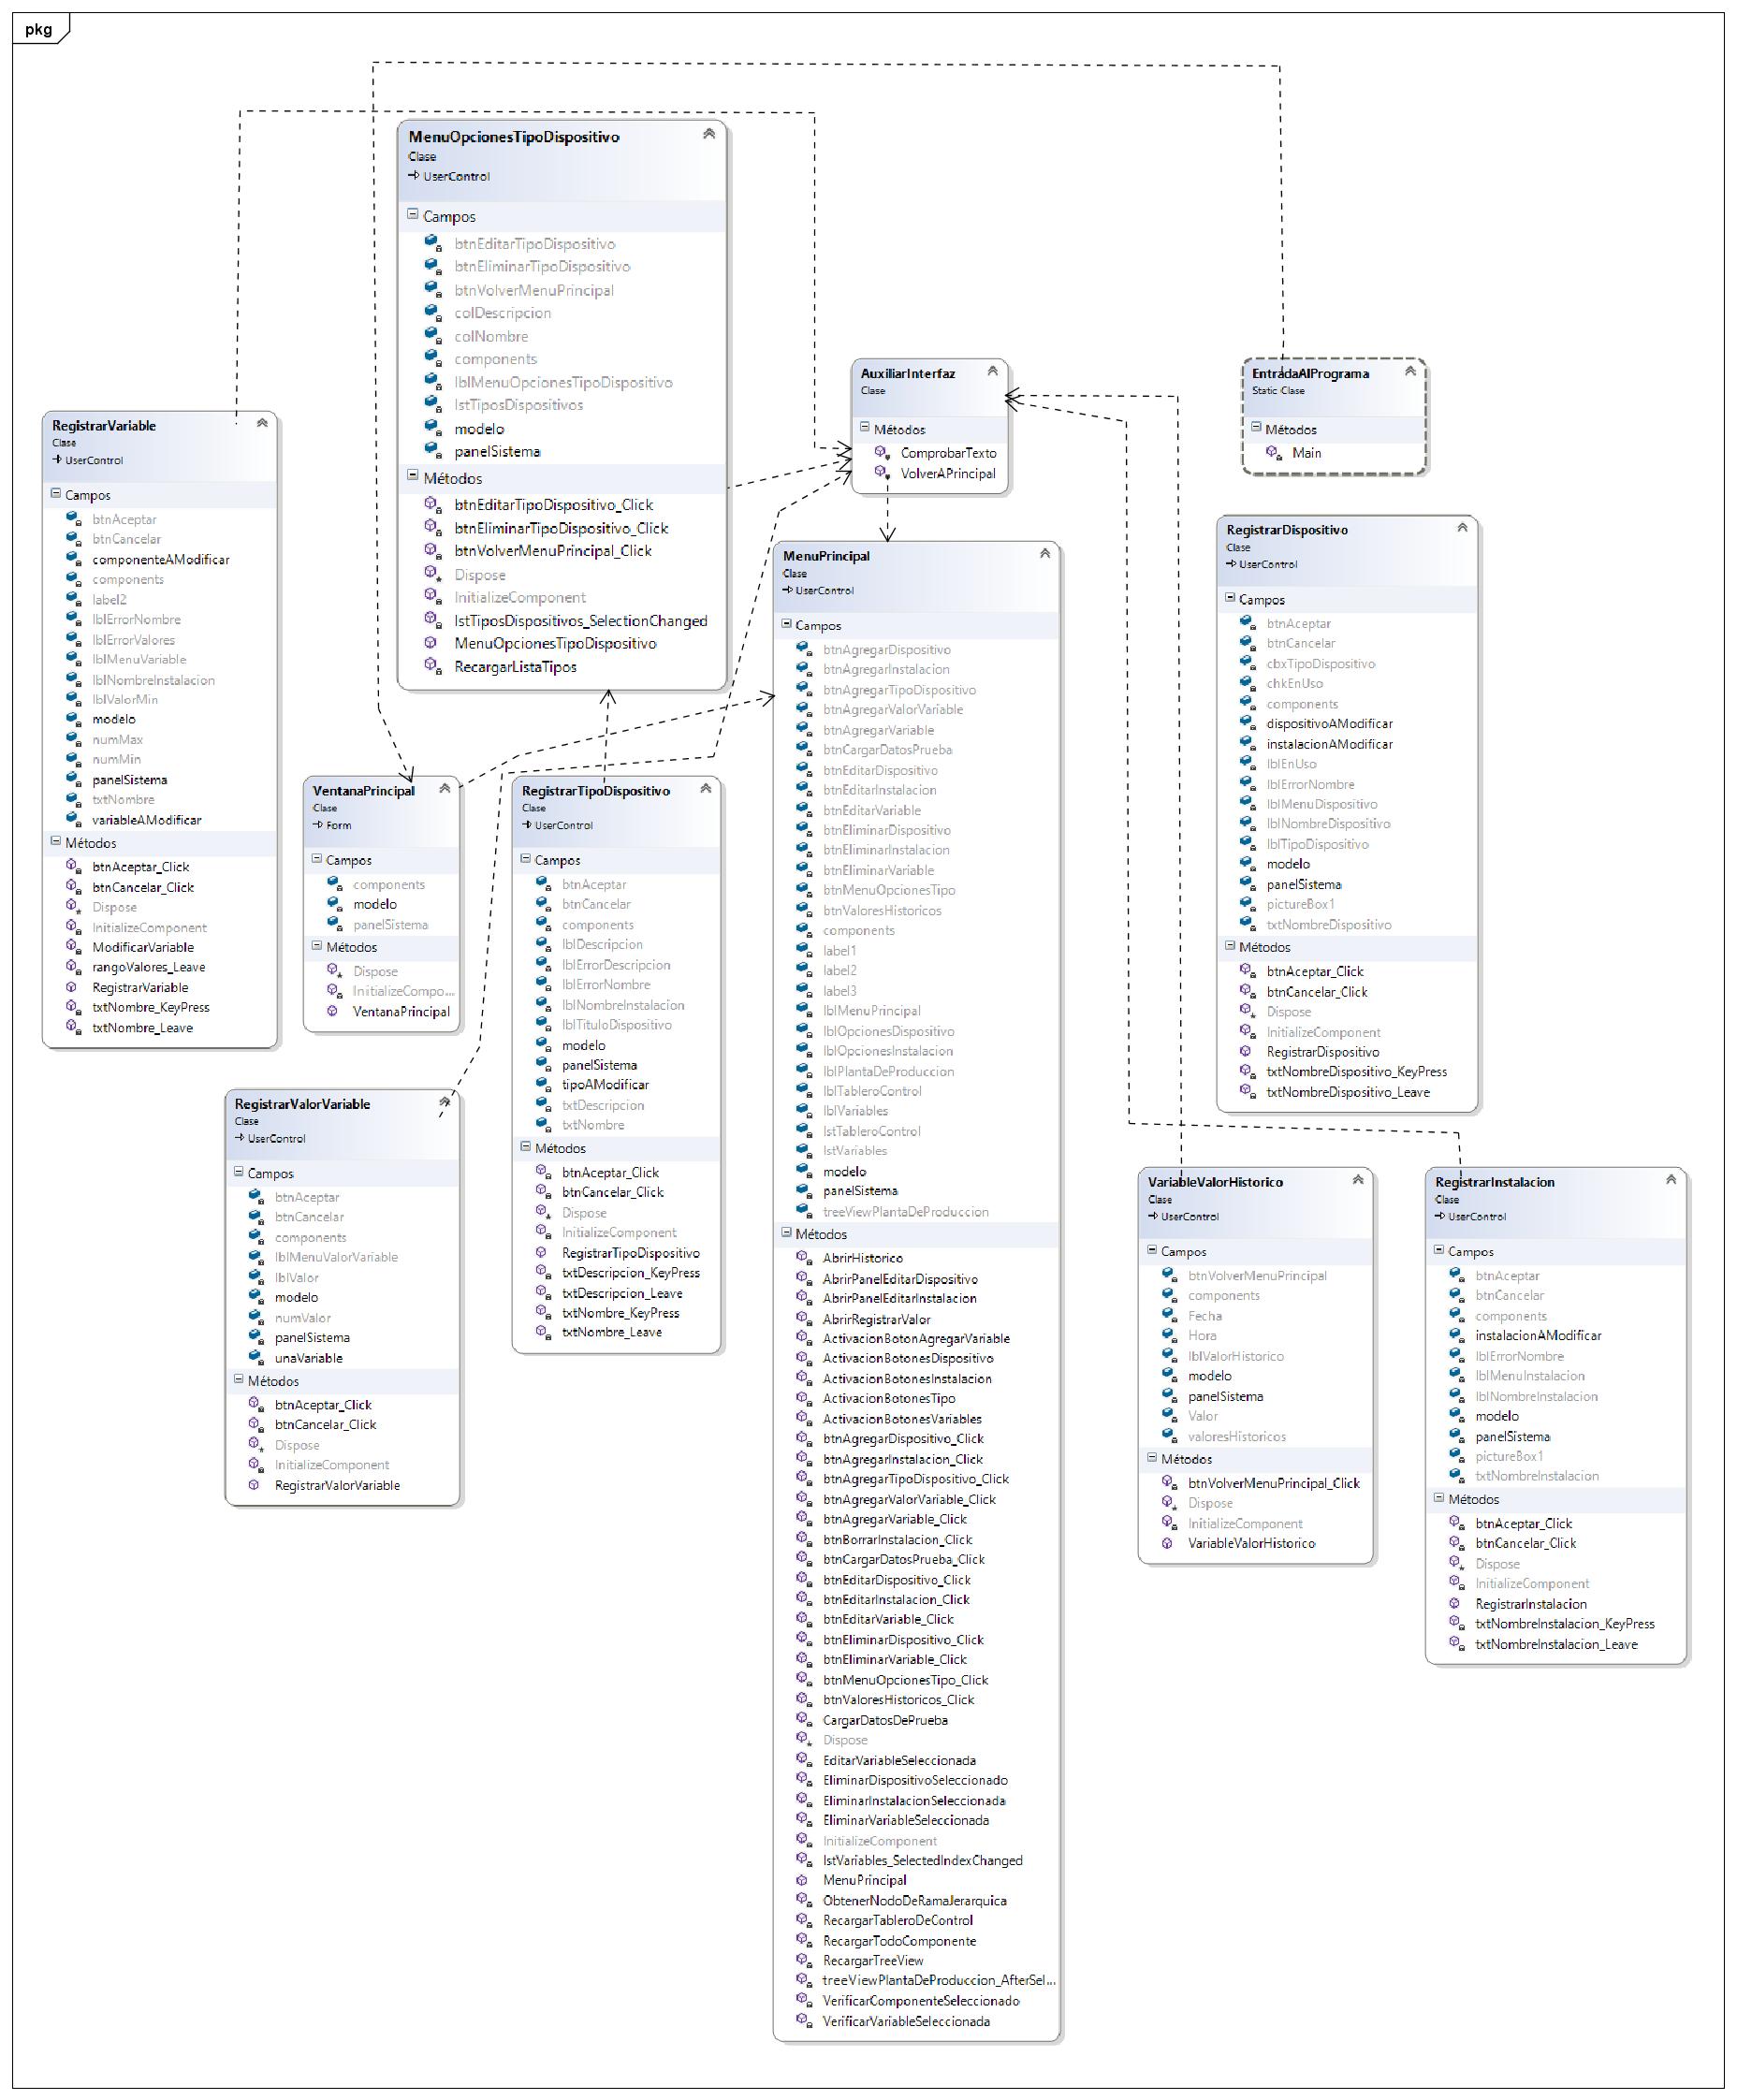 pkg
MenuOpcionesTipoDispositivo
Clase
UserControl
Campos
btnEditarTipoDispositivo
btnEliminarTipoDispositivo
btnVolverMenuPrincipal
colDescripcion
colNombre
components
lblMenuOpcionesTipoDispositivo
lstTiposDispositivos
modelo
panelSistema
Métodos
btnEditarTipoDispositivo_Click
btnEliminarTipoDispositivo_Click
btnVolverMenuPrincipal_Click
Dispose
InitializeComponent
lstTiposDispositivos_SelectionChanged
MenuOpcionesTipoDispositivo
RecargarListaTipos
AuxiliarInterfaz
Clase
Métodos
ComprobarTexto
VolverAPrincipal
EntradaAlPrograma
Static Clase
Métodos
Main
RegistrarVariable
Clase
UserControl
Campos
btnAceptar
btnCancelar
componenteAModificar
components
label2
lblErrorNombre
lblErrorValores
lblMenuVariable
lblNombreInstalacion
lblValorMin
modelo
numMax
numMin
panelSistema
txtNombre
variableAModificar
Métodos
btnAceptar_Click
btnCancelar_Click
Dispose
InitializeComponent
ModificarVariable
rangoValores_Leave
RegistrarVariable
txtNombre_KeyPress
txtNombre_Leave
RegistrarDispositivo
Clase
UserControl
Campos
btnAceptar
btnCancelar
cbxTipoDispositivo
chkEnUso
components
dispositivoAModificar
instalacionAModificar
lblEnUso
lblErrorNombre
lblMenuDispositivo
lblNombreDispositivo
lblTipoDispositivo
modelo
panelSistema
pictureBox1
txtNombreDispositivo
Métodos
btnAceptar_Click
btnCancelar_Click
Dispose
InitializeComponent
RegistrarDispositivo
txtNombreDispositivo_KeyPress
txtNombreDispositivo_Leave
MenuPrincipal
Clase
UserControl
Campos
btnAgregarDispositivo
btnAgregarInstalacion
btnAgregarTipoDispositivo
btnAgregarValorVariable
btnAgregarVariable
btnCargarDatosPrueba
btnEditarDispositivo
btnEditarInstalacion
btnEditarVariable
btnEliminarDispositivo
btnEliminarInstalacion
btnEliminarVariable
btnMenuOpcionesTipo
btnValoresHistoricos
components
label1
label2
label3
lblMenuPrincipal
lblOpcionesDispositivo
lblOpcionesInstalacion
lblPlantaDeProduccion
lblTableroControl
lblVariables
lstTableroControl
lstVariables
modelo
panelSistema
treeViewPlantaDeProduccion
Métodos
AbrirHistorico
AbrirPanelEditarDispositivo
AbrirPanelEditarInstalacion
AbrirRegistrarValor
ActivacionBotonAgregarVariable
ActivacionBotonesDispositivo
ActivacionBotonesInstalacion
ActivacionBotonesTipo
ActivacionBotonesVariables
btnAgregarDispositivo_Click
btnAgregarInstalacion_Click
btnAgregarTipoDispositivo_Click
btnAgregarValorVariable_Click
btnAgregarVariable_Click
btnBorrarInstalacion_Click
btnCargarDatosPrueba_Click
btnEditarDispositivo_Click
btnEditarInstalacion_Click
btnEditarVariable_Click
btnEliminarDispositivo_Click
btnEliminarVariable_Click
btnMenuOpcionesTipo_Click
btnValoresHistoricos_Click
CargarDatosDePrueba
Dispose
EditarVariableSeleccionada
EliminarDispositivoSeleccionado
EliminarInstalacionSeleccionada
EliminarVariableSeleccionada
InitializeComponent
lstVariables_SelectedIndexChanged
MenuPrincipal
ObtenerNodoDeRamaJerarquica
RecargarTableroDeControl
RecargarTodoComponente
RecargarTreeView
treeViewPlantaDeProduccion_AfterSel...
VerificarComponenteSeleccionado
VerificarVariableSeleccionada
VentanaPrincipal
Clase
Form
Campos
components
modelo
panelSistema
Métodos
Dispose
InitializeCompo...
VentanaPrincipal
RegistrarTipoDispositivo
Clase
UserControl
Campos
btnAceptar
btnCancelar
components
lblDescripcion
lblErrorDescripcion
lblErrorNombre
lblNombreInstalacion
lblTituloDispositivo
modelo
panelSistema
tipoAModificar
txtDescripcion
txtNombre
Métodos
btnAceptar_Click
btnCancelar_Click
Dispose
InitializeComponent
RegistrarTipoDispositivo
txtDescripcion_KeyPress
txtDescripcion_Leave
txtNombre_KeyPress
txtNombre_Leave
RegistrarValorVariable
Clase
UserControl
Campos
btnAceptar
btnCancelar
components
lblMenuValorVariable
lblValor
modelo
numValor
panelSistema
unaVariable
Métodos
btnAceptar_Click
btnCancelar_Click
Dispose
InitializeComponent
RegistrarValorVariable
VariableValorHistorico
Clase
UserControl
Campos
btnVolverMenuPrincipal
components
Fecha
Hora
lblValorHistorico
modelo
panelSistema
Valor
valoresHistoricos
Métodos
btnVolverMenuPrincipal_Click
Dispose
InitializeComponent
VariableValorHistorico
RegistrarInstalacion
Clase
UserControl
Campos
btnAceptar
btnCancelar
components
instalacionAModificar
lblErrorNombre
lblMenuInstalacion
lblNombreInstalacion
modelo
panelSistema
pictureBox1
txtNombreInstalacion
Métodos
btnAceptar_Click
btnCancelar_Click
Dispose
InitializeComponent
RegistrarInstalacion
txtNombreInstalacion_KeyPress
txtNombreInstalacion_Leave